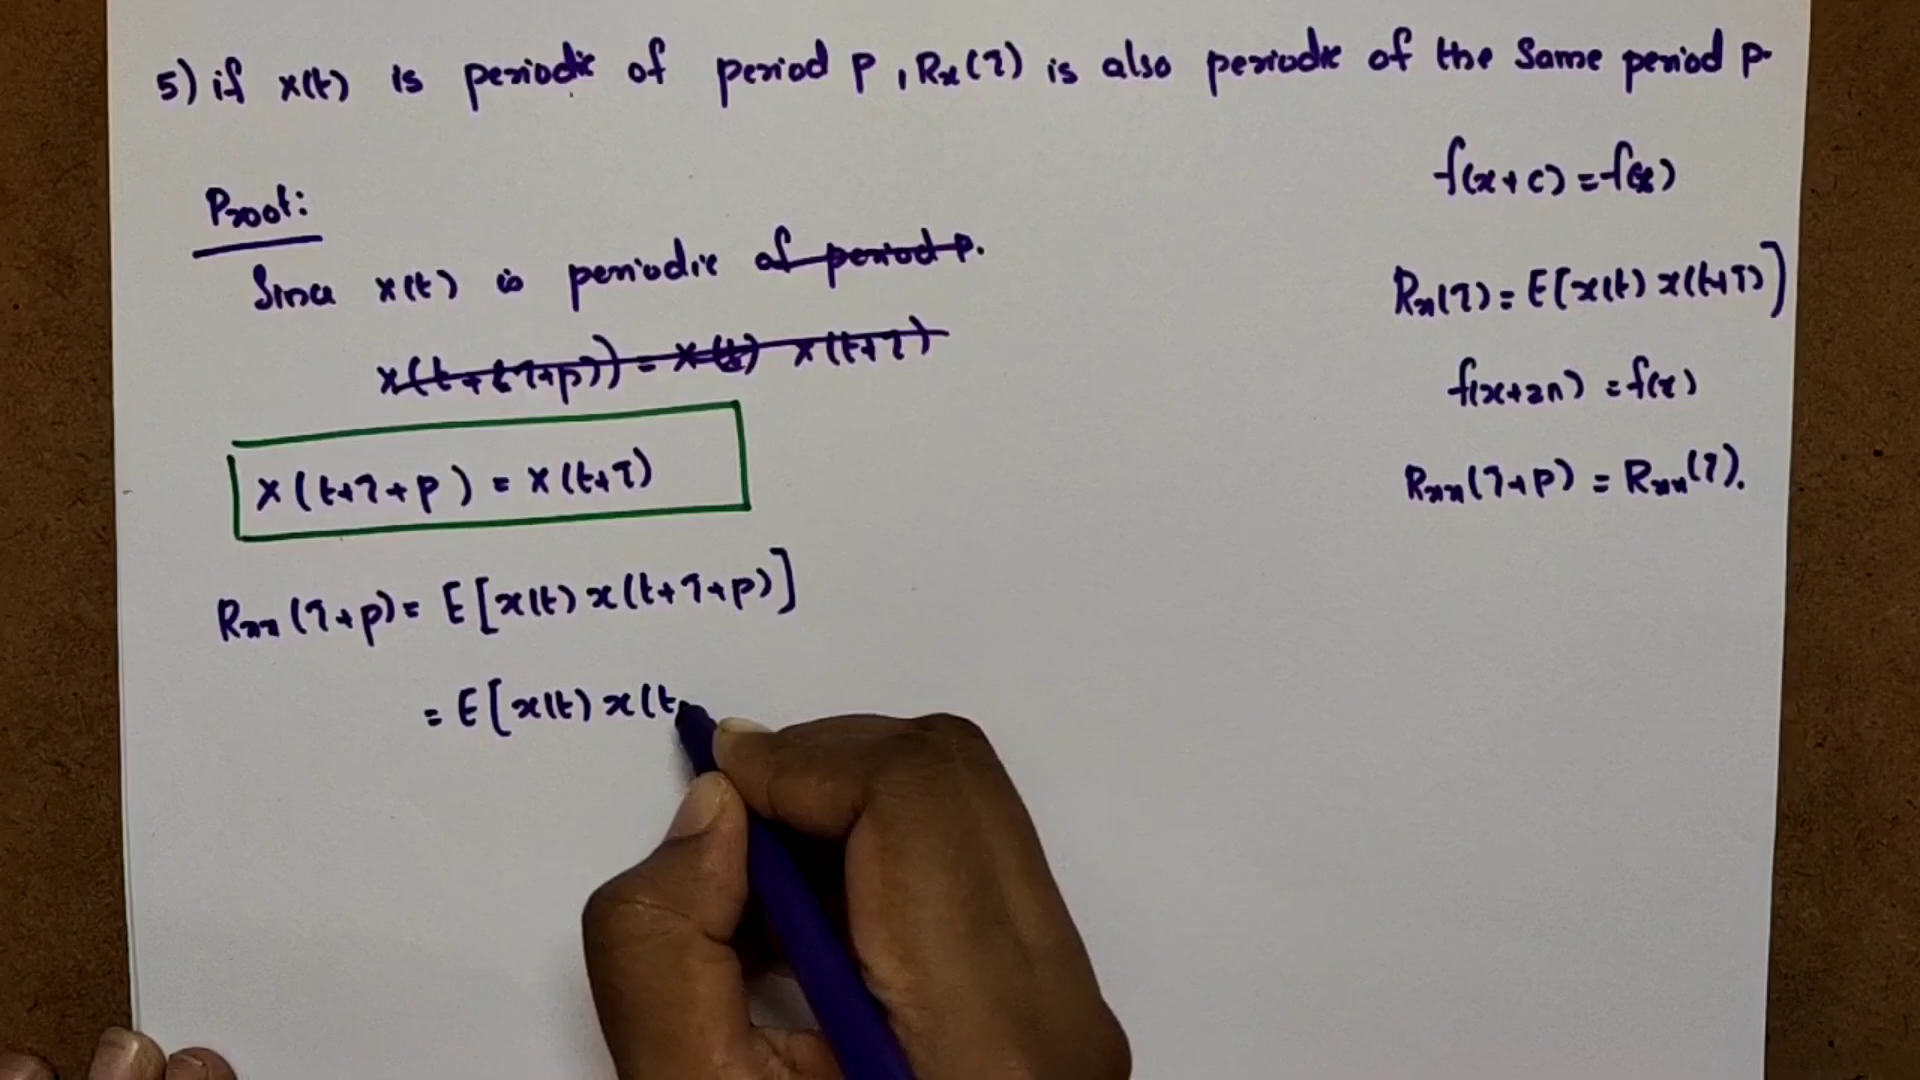 5) if x(t) is periodic of period p, Rx(τ) is also periodic of the same period p.
f(x+c) = f(x)
Proof:
Since x(t) is periodic of period p.
Rx(τ) = E[x(t) x(t+τ)]
x(t+(τ+p)) = x(t) x(t+τ)
f(x+2π) = f(x)
x(t+τ+p) = x(t+τ)
Rxx(τ+p) = Rxx(τ).
Rxx(τ+p) = E[x(t) x(t+τ+p)]
= E[x(t) x(t